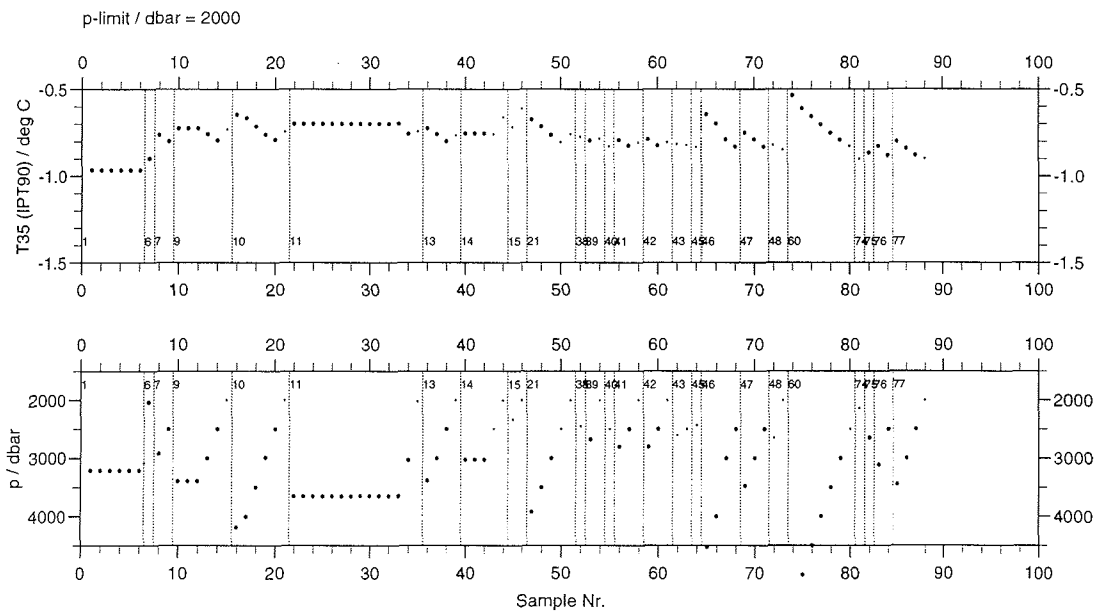 p-limit / dbar = 2000
0 10 20 30 40 50 60 70 80 90 100
-0.5 -0.5
-1.0 -1.0
-1.5 -1.5
T35 (IPT90) / deg C
1 6 7 9 10 11 13 14 15 21 38 39 40 41 42 43 45 46 47 48 60 74 75 76 77
0 10 20 30 40 50 60 70 80 90 100
0 10 20 30 40 50 60 70 80 90 100
1 6 7 9 10 11 13 14 15 21 38 39 40 41 42 43 45 46 47 48 60 74 75 76 77
2000 2000
3000 3000
4000 4000
p / dbar
0 10 20 30 40 50 60 70 80 90 100
Sample Nr.